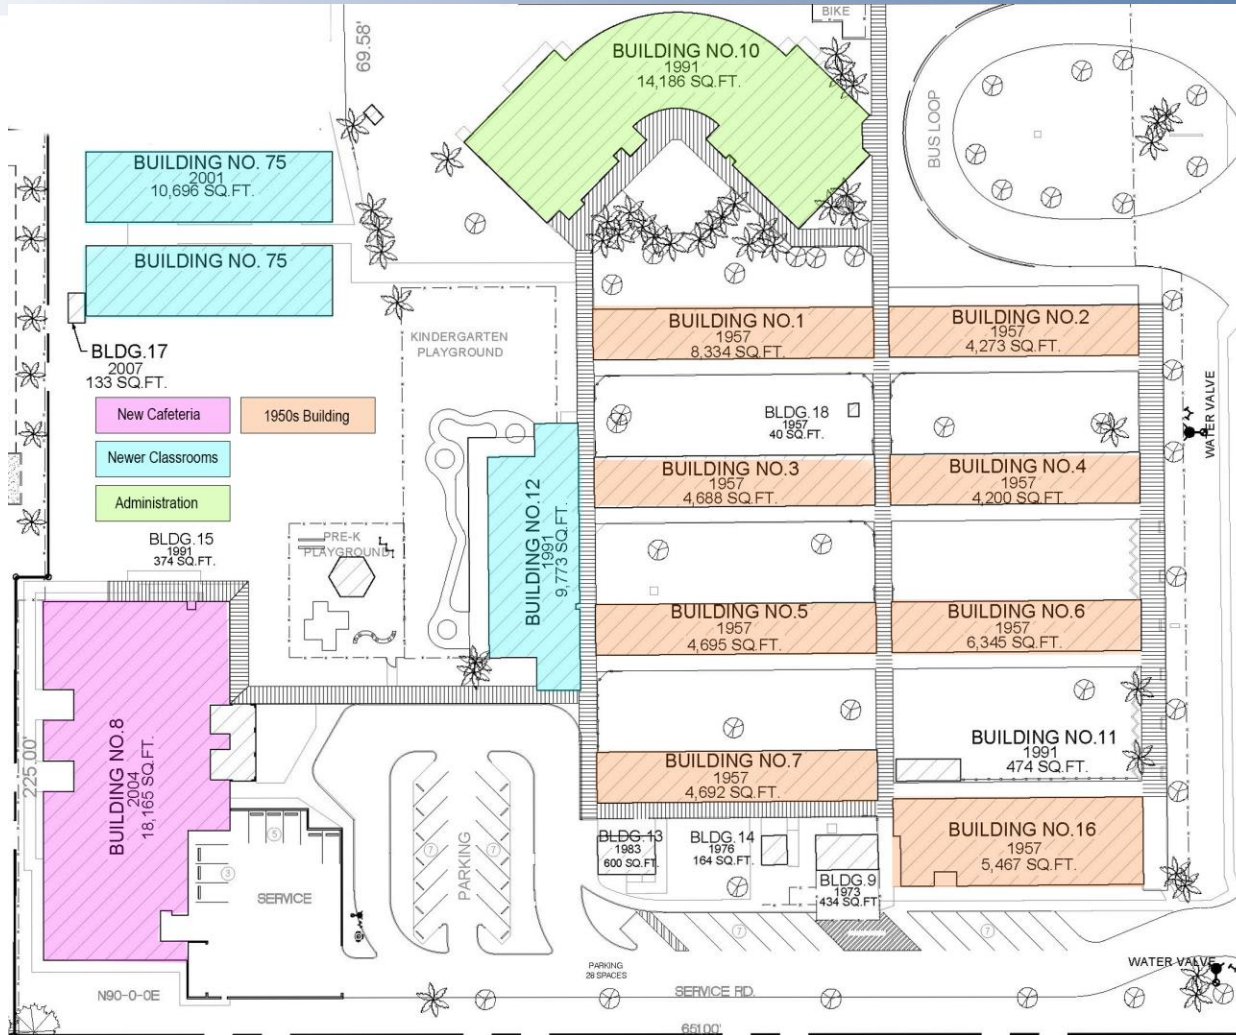 BIKE
69.58'
BUILDING NO.10
1991
14,186 SQ.FT.
BUS LOOP
BUILDING NO. 75
2001
10,696 SQ.FT.
BUILDING NO. 75
BLDG.17
2007
133 SQ.FT.
KINDERGARTEN
PLAYGROUND
BUILDING NO.1
1957
8,334 SQ.FT.
BUILDING NO.2
1957
4,273 SQ.FT.
WATER VALVE
New Cafeteria
1950s Building
Newer Classrooms
Administration
BLDG.18
1957
40 SQ.FT.
BUILDING NO.3
1957
4,688 SQ.FT.
BUILDING NO.4
1957
4,200 SQ.FT.
BUILDING NO.12
1991
9,773 SQ.FT.
BLDG.15
1991
374 SQ.FT.
PRE-K
PLAYGROUND
BUILDING NO.5
1957
4,695 SQ.FT.
BUILDING NO.6
1957
6,345 SQ.FT.
225.00'
BUILDING NO.8
2004
18,165 SQ.FT.
BUILDING NO.7
1957
4,692 SQ.FT.
BUILDING NO.11
1991
474 SQ.FT.
5
3
SERVICE
7
PARKING
7
BLDG.13
1983
600 SQ.FT.
BLDG.14
1976
164 SQ.FT.
BLDG.9
1973
434 SQ.FT
BUILDING NO.16
1957
5,467 SQ.FT.
7
7
PARKING
28 SPACES
WATER VALVE
N90-0-0E
SERVICE RD.
651.00'